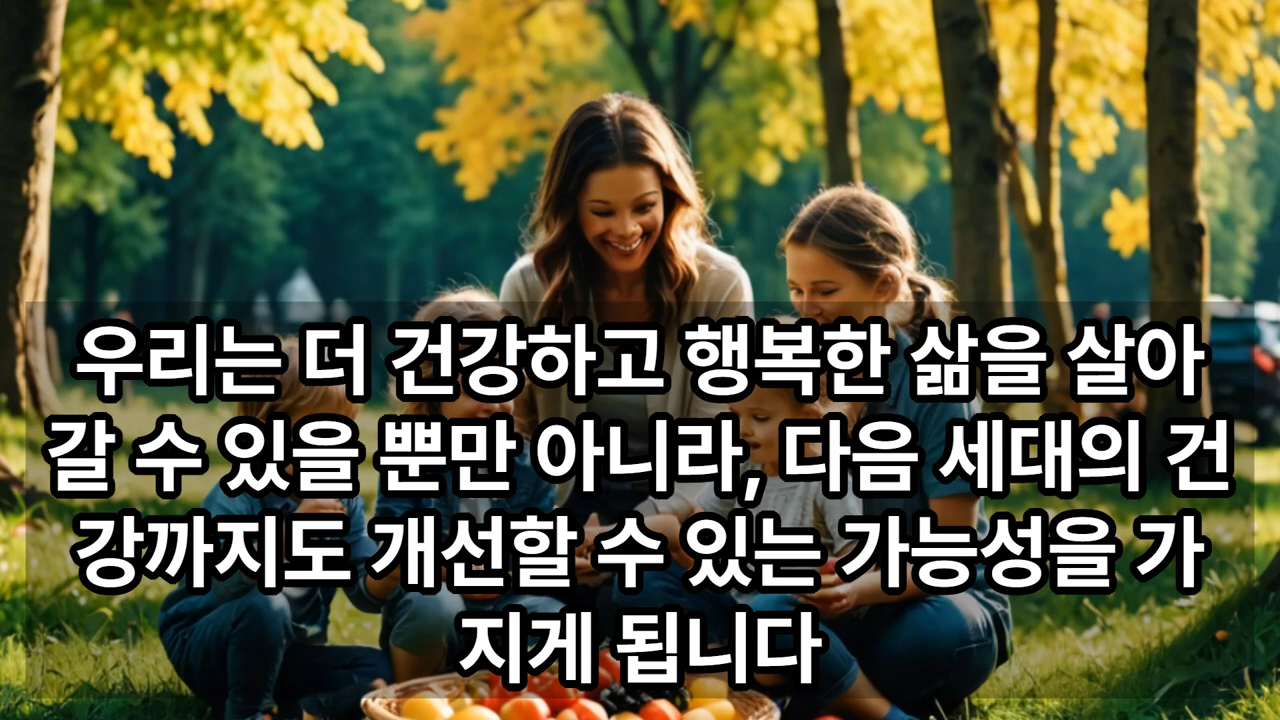 우리는 더 건강하고 행복한 삶을 살아
갈 수 있을 뿐만 아니라, 다음 세대의 건
강까지도 개선할 수 있는 가능성을 가
지게 됩니다